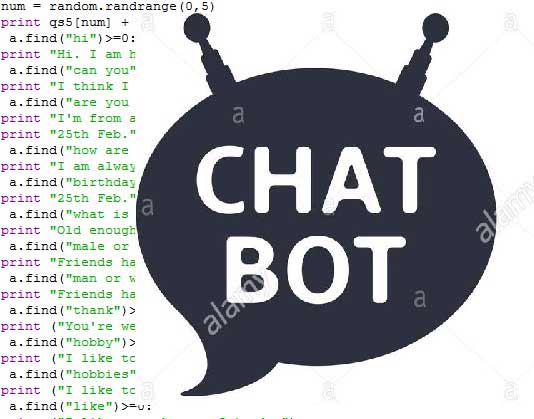 num = random.randrange(0,5)
print qs5[num] +
a.find("hi")>=0:
print "Hi. I am h
a.find("can you"
print "I think I
a.find("are you
print "I'm from a
print "25th Feb."
a.find("how are
print "I am alway
a.find("birthday
print "25th Feb."
a.find("what is
print "Old enough
a.find("male or
print "Friends ha
a.find("man or w
print "Friends ha
a.find("thank")>
print ("You're we
a.find("hobby")>
print ("I like to
a.find("hobbies"
print ("I like to
a.find("like")>=0:
CHAT
BOT
a
a
a
a
a
a
alamy
alamy